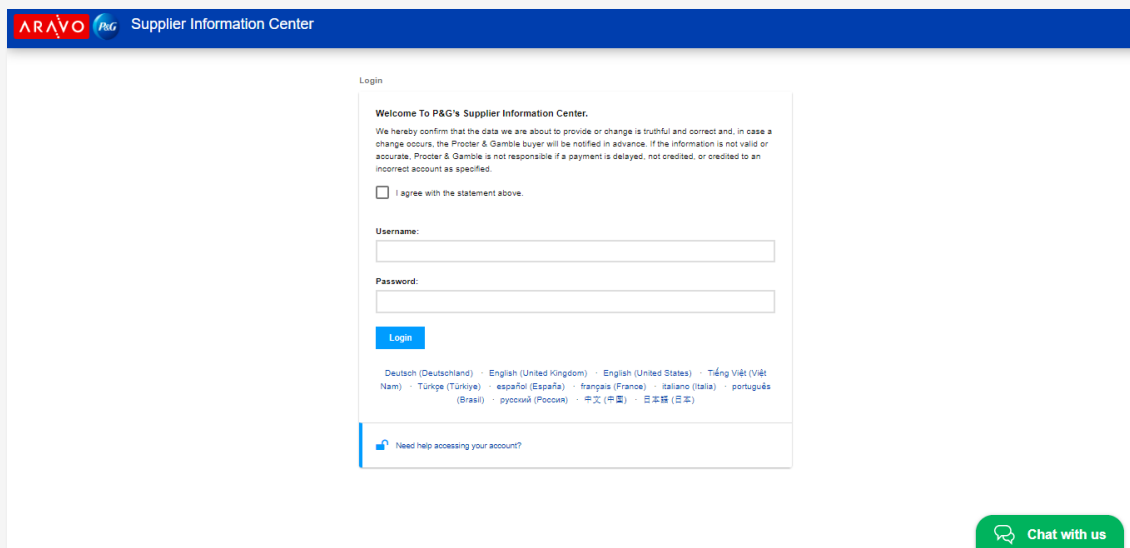 ARAVO P&G Supplier Information Center
Login
Welcome To P&G's Supplier Information Center.
We hereby confirm that the data we are about to provide or change is truthful and correct and, in case a
change occurs, the Procter & Gamble buyer will be notified in advance. If the information is not valid or
accurate, Procter & Gamble is not responsible if a payment is delayed, not credited, or credited to an
incorrect account as specified.
I agree with the statement above.
Username:
Password:
Login
Deutsch (Deutschland) · English (United Kingdom) · English (United States) · Tiếng Việt (Việt
Nam) · Türkçe (Türkiye) · español (España) · français (France) · italiano (Italia) · português
(Brasil) · русский (Россия) · 中文 (中国) · 日本語 (日本)
Need help accessing your account?
Chat with us